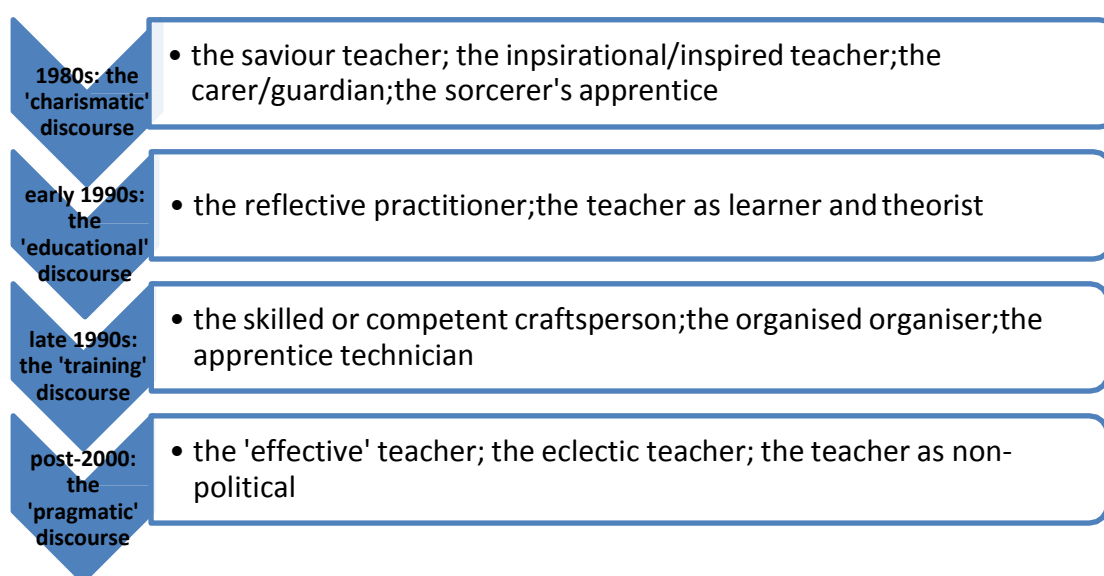 1980s: the
'charismatic'
discourse
• the saviour teacher; the inpsirational/inspired teacher;the
carer/guardian;the sorcerer's apprentice
early 1990s:
the
'educational'
discourse
• the reflective practitioner;the teacher as learner and theorist
late 1990s:
the 'training'
discourse
• the skilled or competent craftsperson;the organised organiser;the
apprentice technician
post-2000:
the
'pragmatic'
discourse
• the 'effective' teacher; the eclectic teacher; the teacher as non-
political